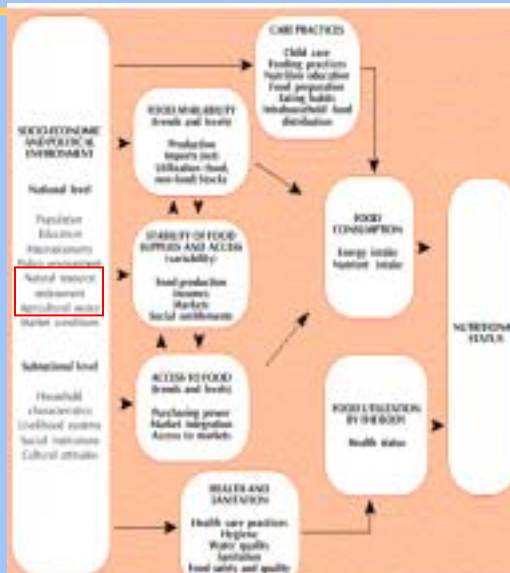 SOCIO-ECONOMIC
AND POLITICAL
ENVIRONMENT
National level
Population
Education
Macroeconomy
Policy environment
Natural resource
endowment
Agricultural sector
Market conditions
Subnational level
Household
characteristics
Livelihood systems
Social institutions
Cultural attitudes
CARE PRACTICES
Child care
Feeding practices
Nutrition education
Food preparation
Eating habits
Intrahousehold food
distribution
FOOD AVAILABILITY
(trends and levels)
Production
Imports (net)
Utilization (food,
non-food) Stocks
STABILITY OF FOOD
SUPPLIES AND ACCESS
(variability)
Food production
Incomes
Markets
Social entitlements
ACCESS TO FOOD
(trends and levels)
Purchasing power
Market integration
Access to markets
HEALTH AND
SANITATION
Health care practices
Hygiene
Water quality
Sanitation
Food safety and quality
FOOD
CONSUMPTION
Energy intake
Nutrient intake
FOOD UTILIZATION
BY THE BODY
Health status
NUTRITIONAL
STATUS